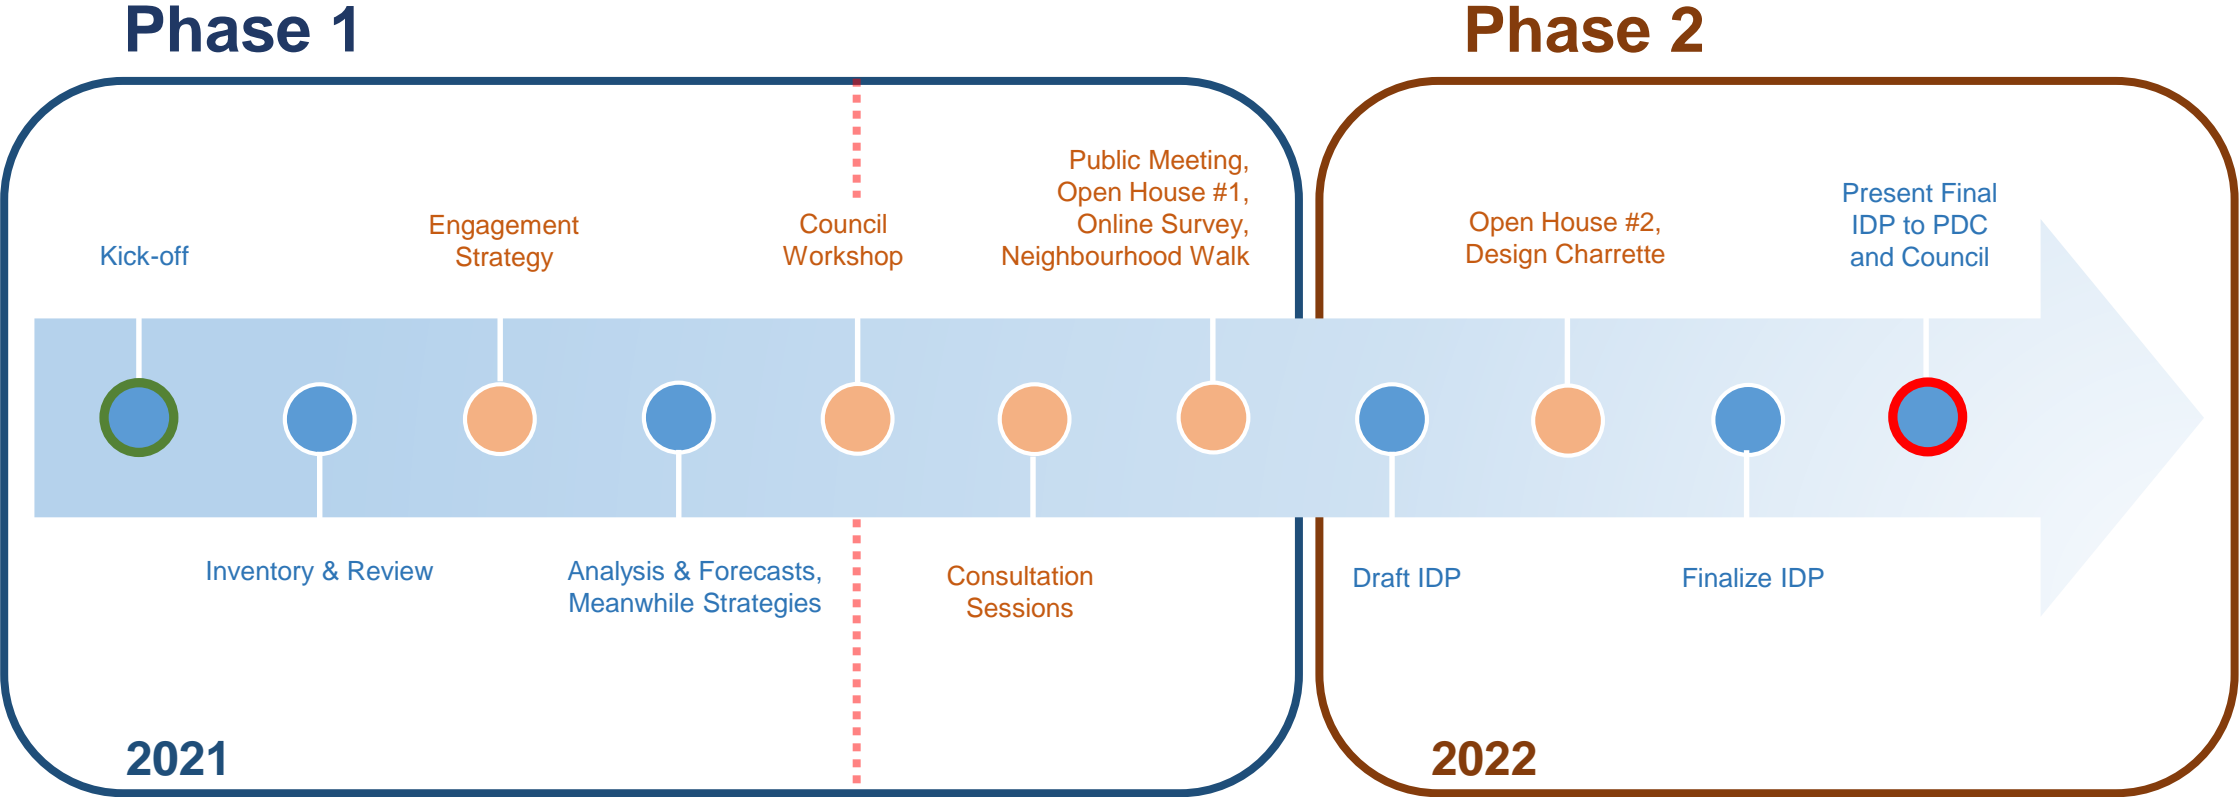 Phase 1
Phase 2
Kick-off
Engagement
Strategy
Council
Workshop
Public Meeting,
Open House #1,
Online Survey,
Neighbourhood Walk
Open House #2,
Design Charrette
Present Final
IDP to PDC
and Council
Inventory & Review
Analysis & Forecasts,
Meanwhile Strategies
Consultation
Sessions
Draft IDP
Finalize IDP
2021
2022